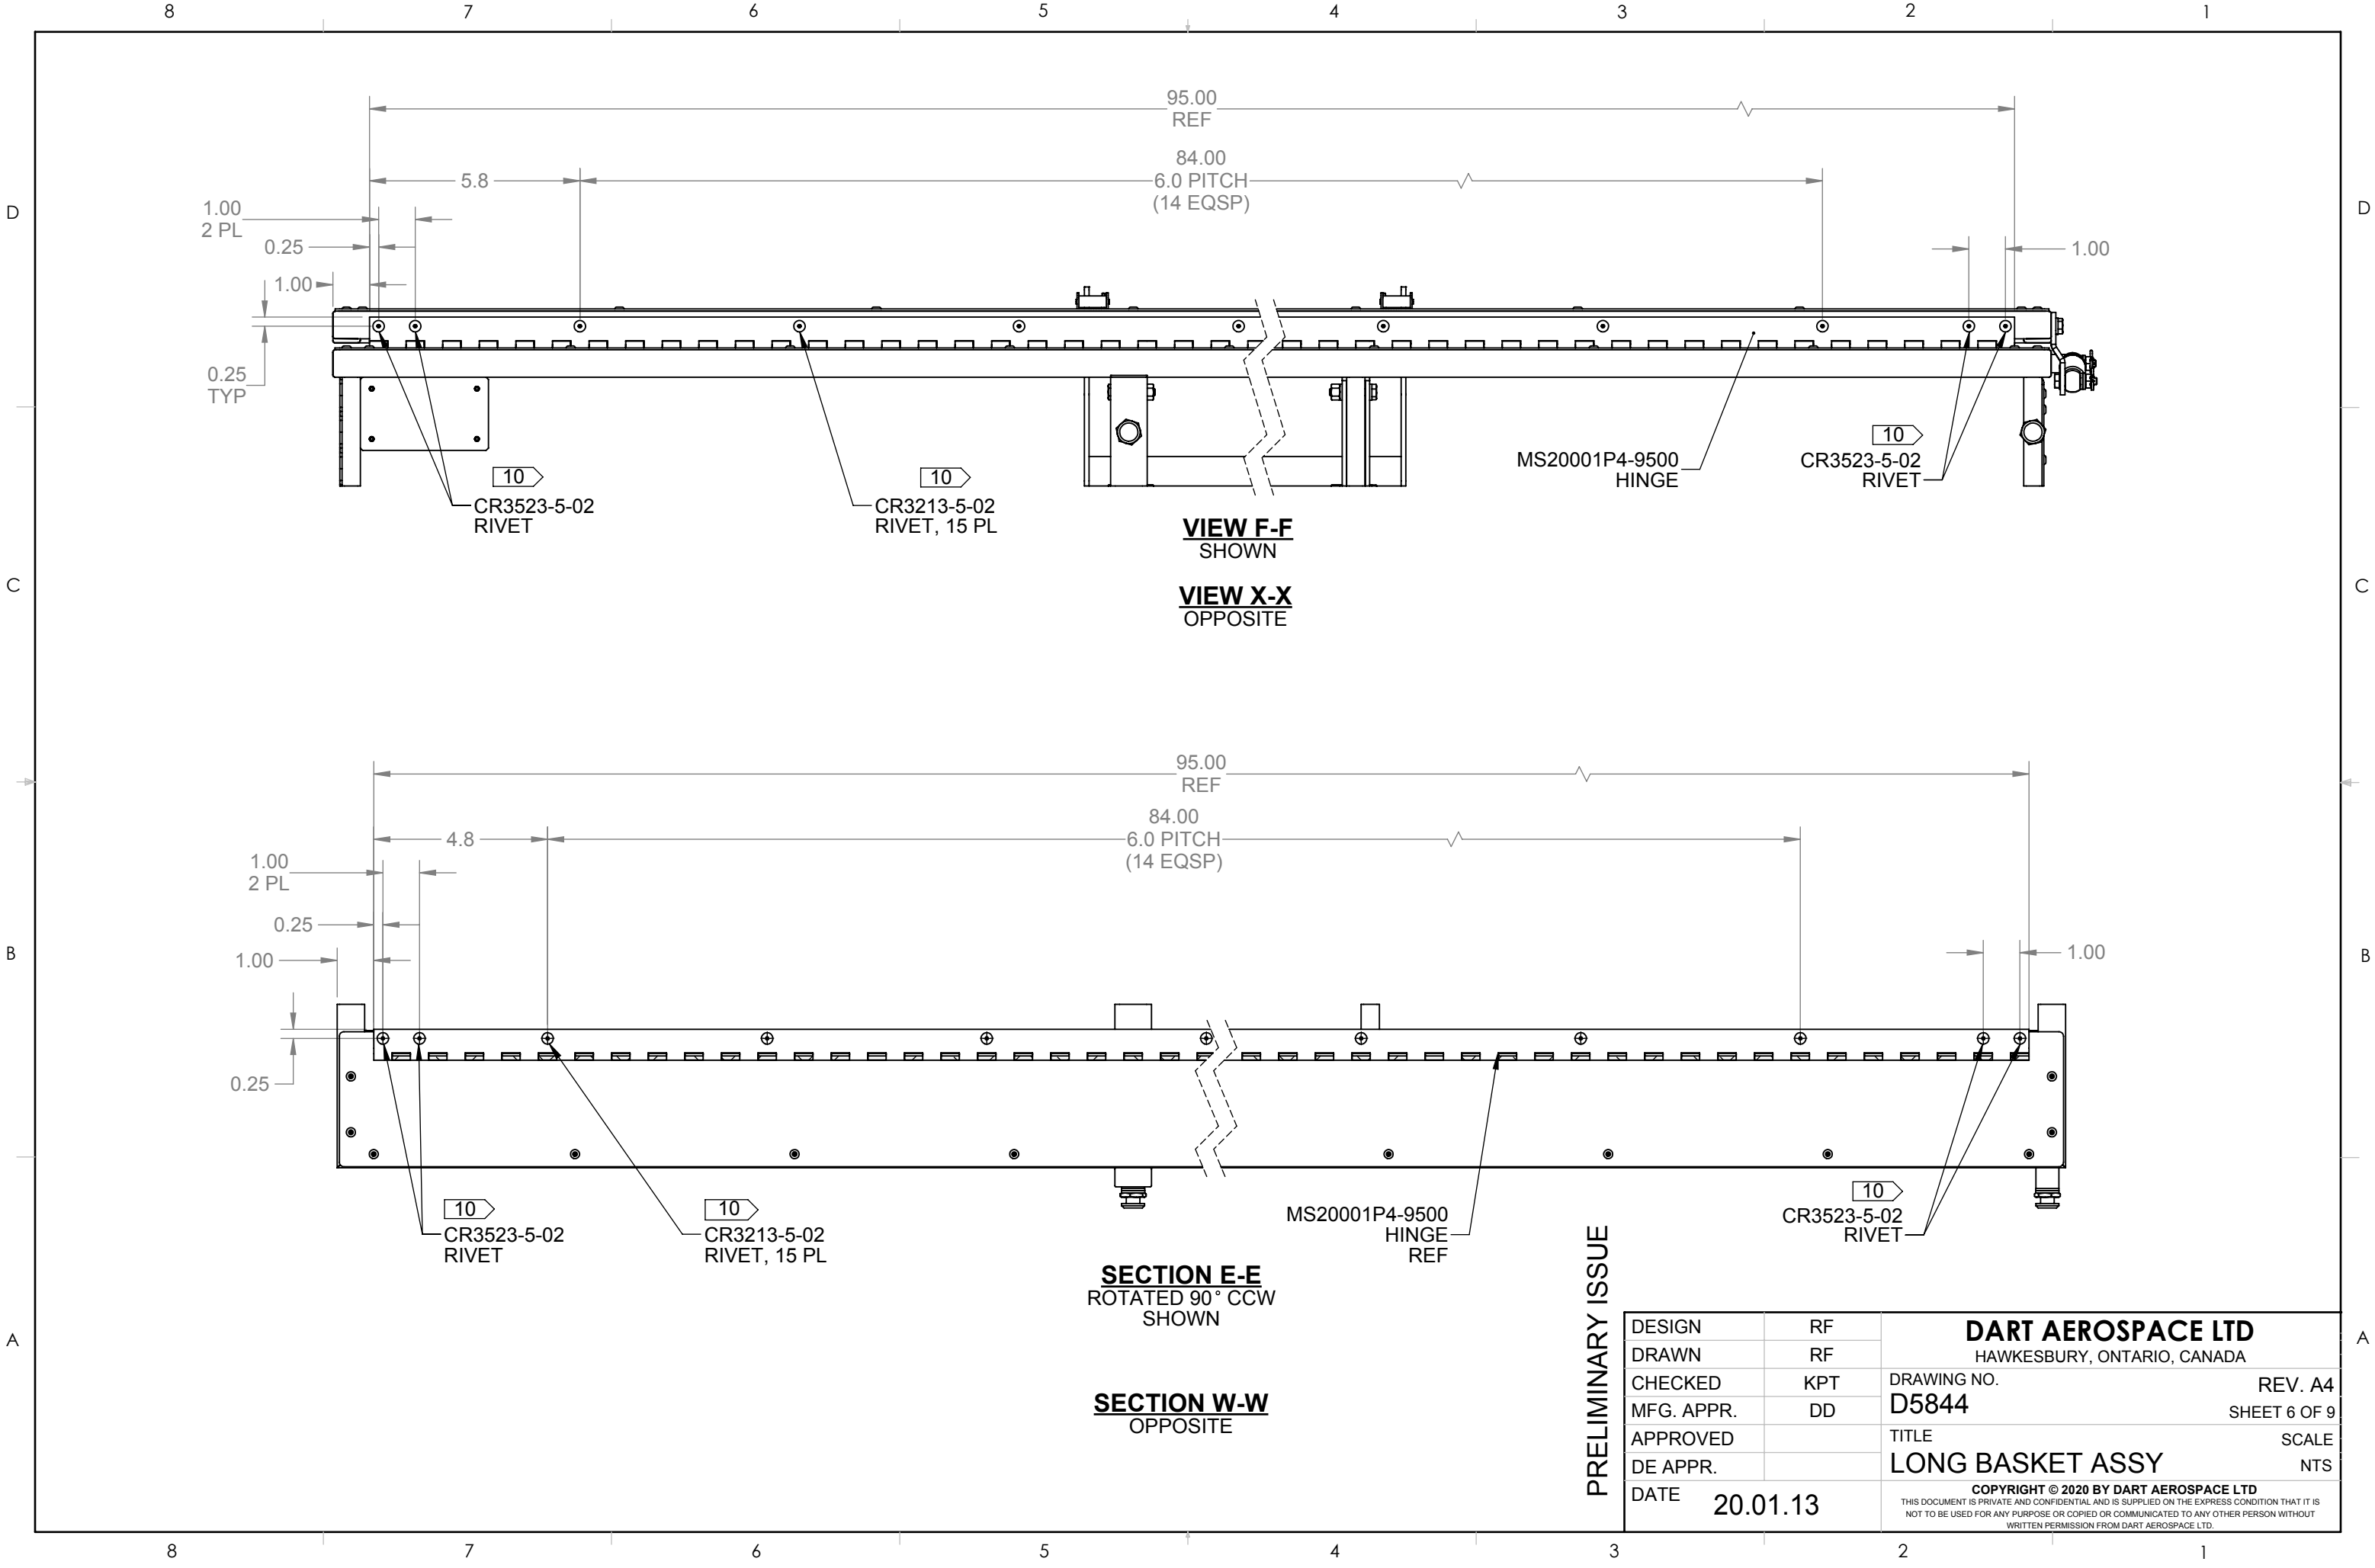 8 7 6 5 4 3 2 1
95.00
REF
84.00
6.0 PITCH
(14 EQSP)
5.8
1.00
2 PL
0.25
1.00
0.25
TYP
1.00
D
D
10
CR3523-5-02
RIVET
10
CR3213-5-02
RIVET, 15 PL
MS20001P4-9500
HINGE
10
CR3523-5-02
RIVET
VIEW F-F
SHOWN
VIEW X-X
OPPOSITE
C
C
95.00
REF
84.00
6.0 PITCH
(14 EQSP)
4.8
1.00
2 PL
0.25
1.00
0.25
1.00
B
B
10
CR3523-5-02
RIVET
10
CR3213-5-02
RIVET, 15 PL
MS20001P4-9500
HINGE
REF
10
CR3523-5-02
RIVET
SECTION E-E
ROTATED 90° CCW
SHOWN
SECTION W-W
OPPOSITE
A
A
PRELIMINARY ISSUE
DESIGN RF
DRAWN RF
CHECKED KPT
MFG. APPR. DD
APPROVED
DE APPR.
DATE 20.01.13
DART AEROSPACE LTD
HAWKESBURY, ONTARIO, CANADA
DRAWING NO. REV. A4
D5844 SHEET 6 OF 9
TITLE SCALE
LONG BASKET ASSY NTS
COPYRIGHT © 2020 BY DART AEROSPACE LTD
THIS DOCUMENT IS PRIVATE AND CONFIDENTIAL AND IS SUPPLIED ON THE EXPRESS CONDITION THAT IT IS
NOT TO BE USED FOR ANY PURPOSE OR COPIED OR COMMUNICATED TO ANY OTHER PERSON WITHOUT
WRITTEN PERMISSION FROM DART AEROSPACE LTD.
8 7 6 5 4 3 2 1